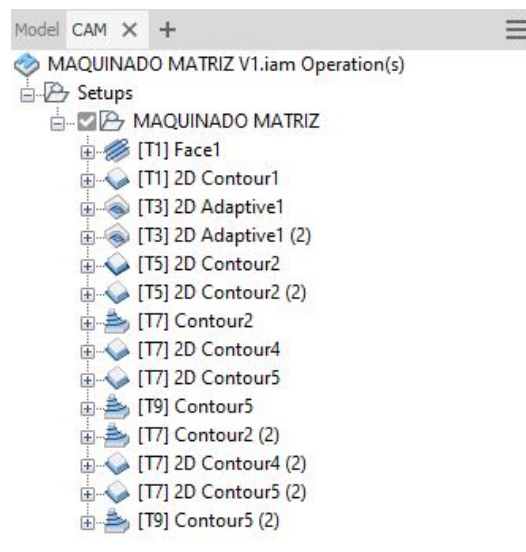 Model CAM
MAQUINADO MATRIZ V1.iam Operation(s)
Setups
MAQUINADO MATRIZ
[T1] Face1
[T1] 2D Contour1
[T3] 2D Adaptive1
[T3] 2D Adaptive1 (2)
[T5] 2D Contour2
[T5] 2D Contour2 (2)
[T7] Contour2
[T7] 2D Contour4
[T7] 2D Contour5
[T9] Contour5
[T7] Contour2 (2)
[T7] 2D Contour4 (2)
[T7] 2D Contour5 (2)
[T9] Contour5 (2)